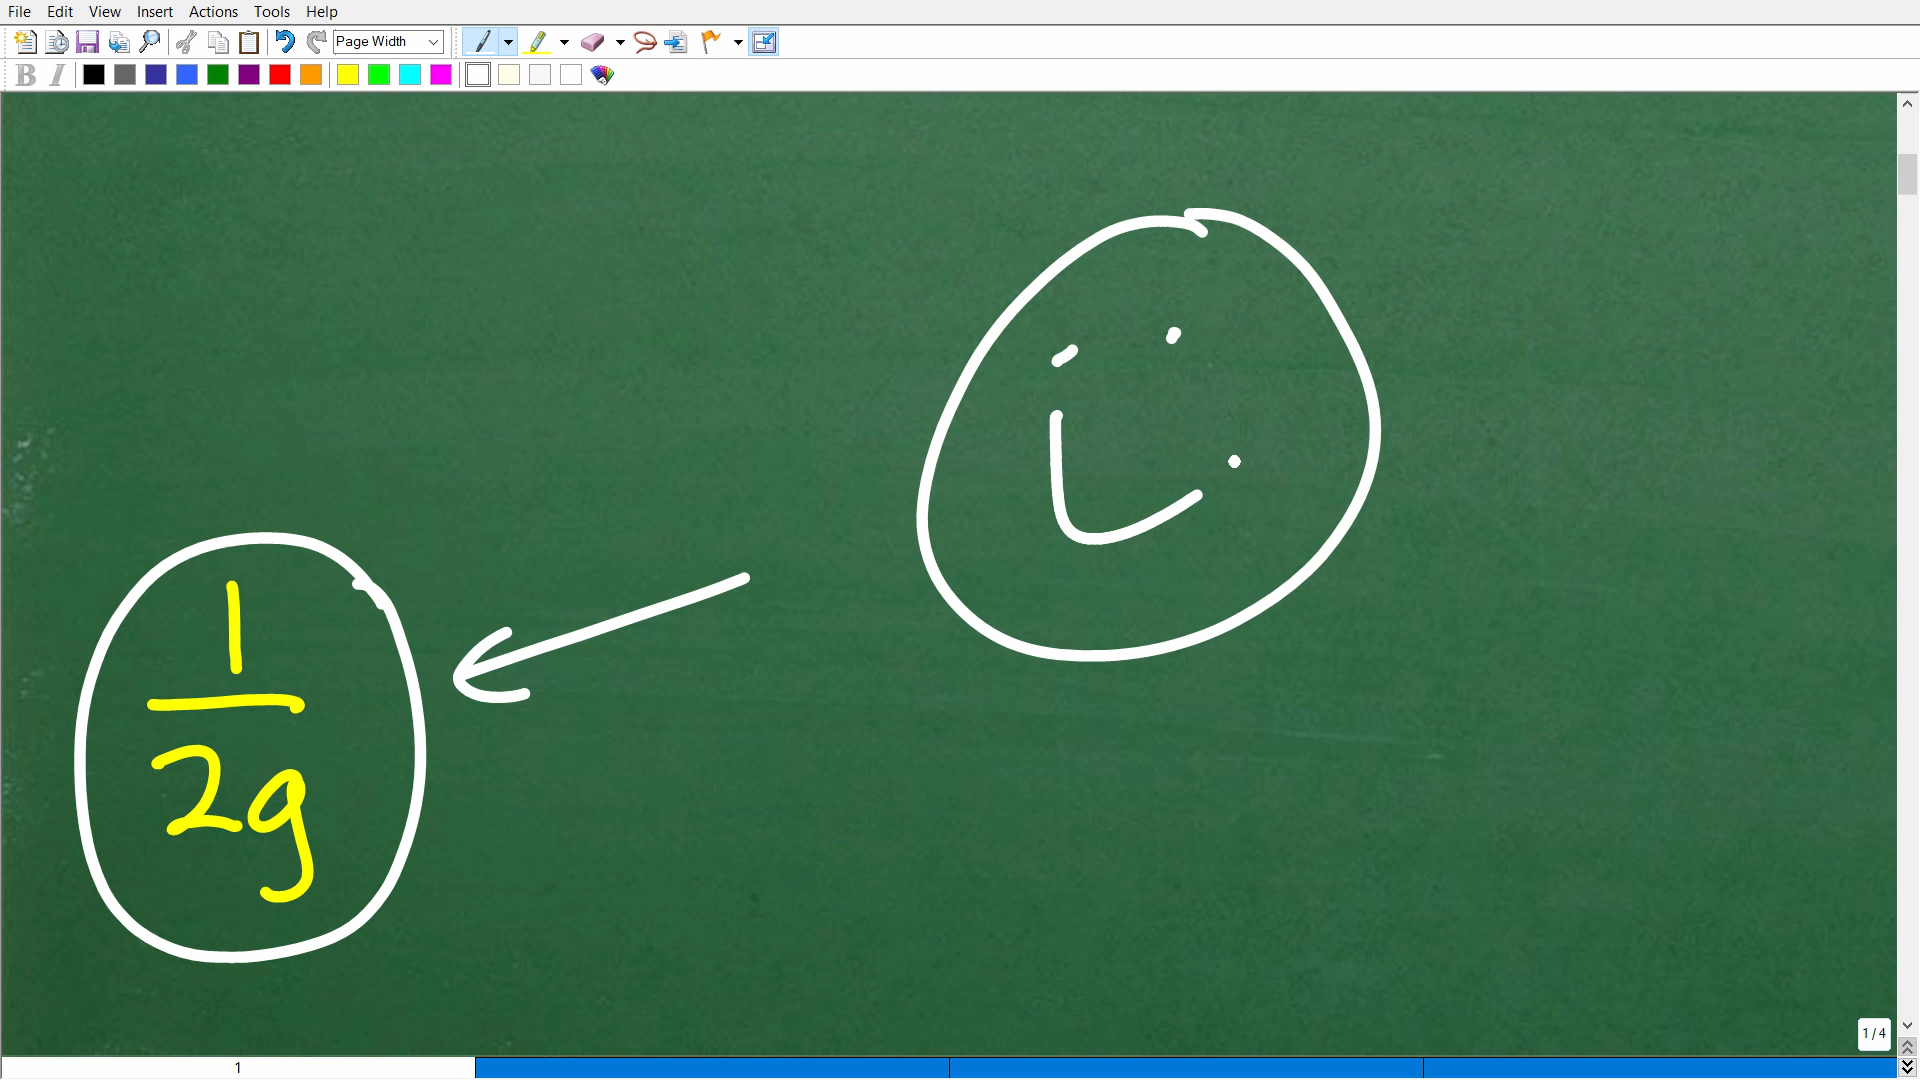 File Edit View Insert Actions Tools Help
Page Width
B I
1
2g
1 / 4
1